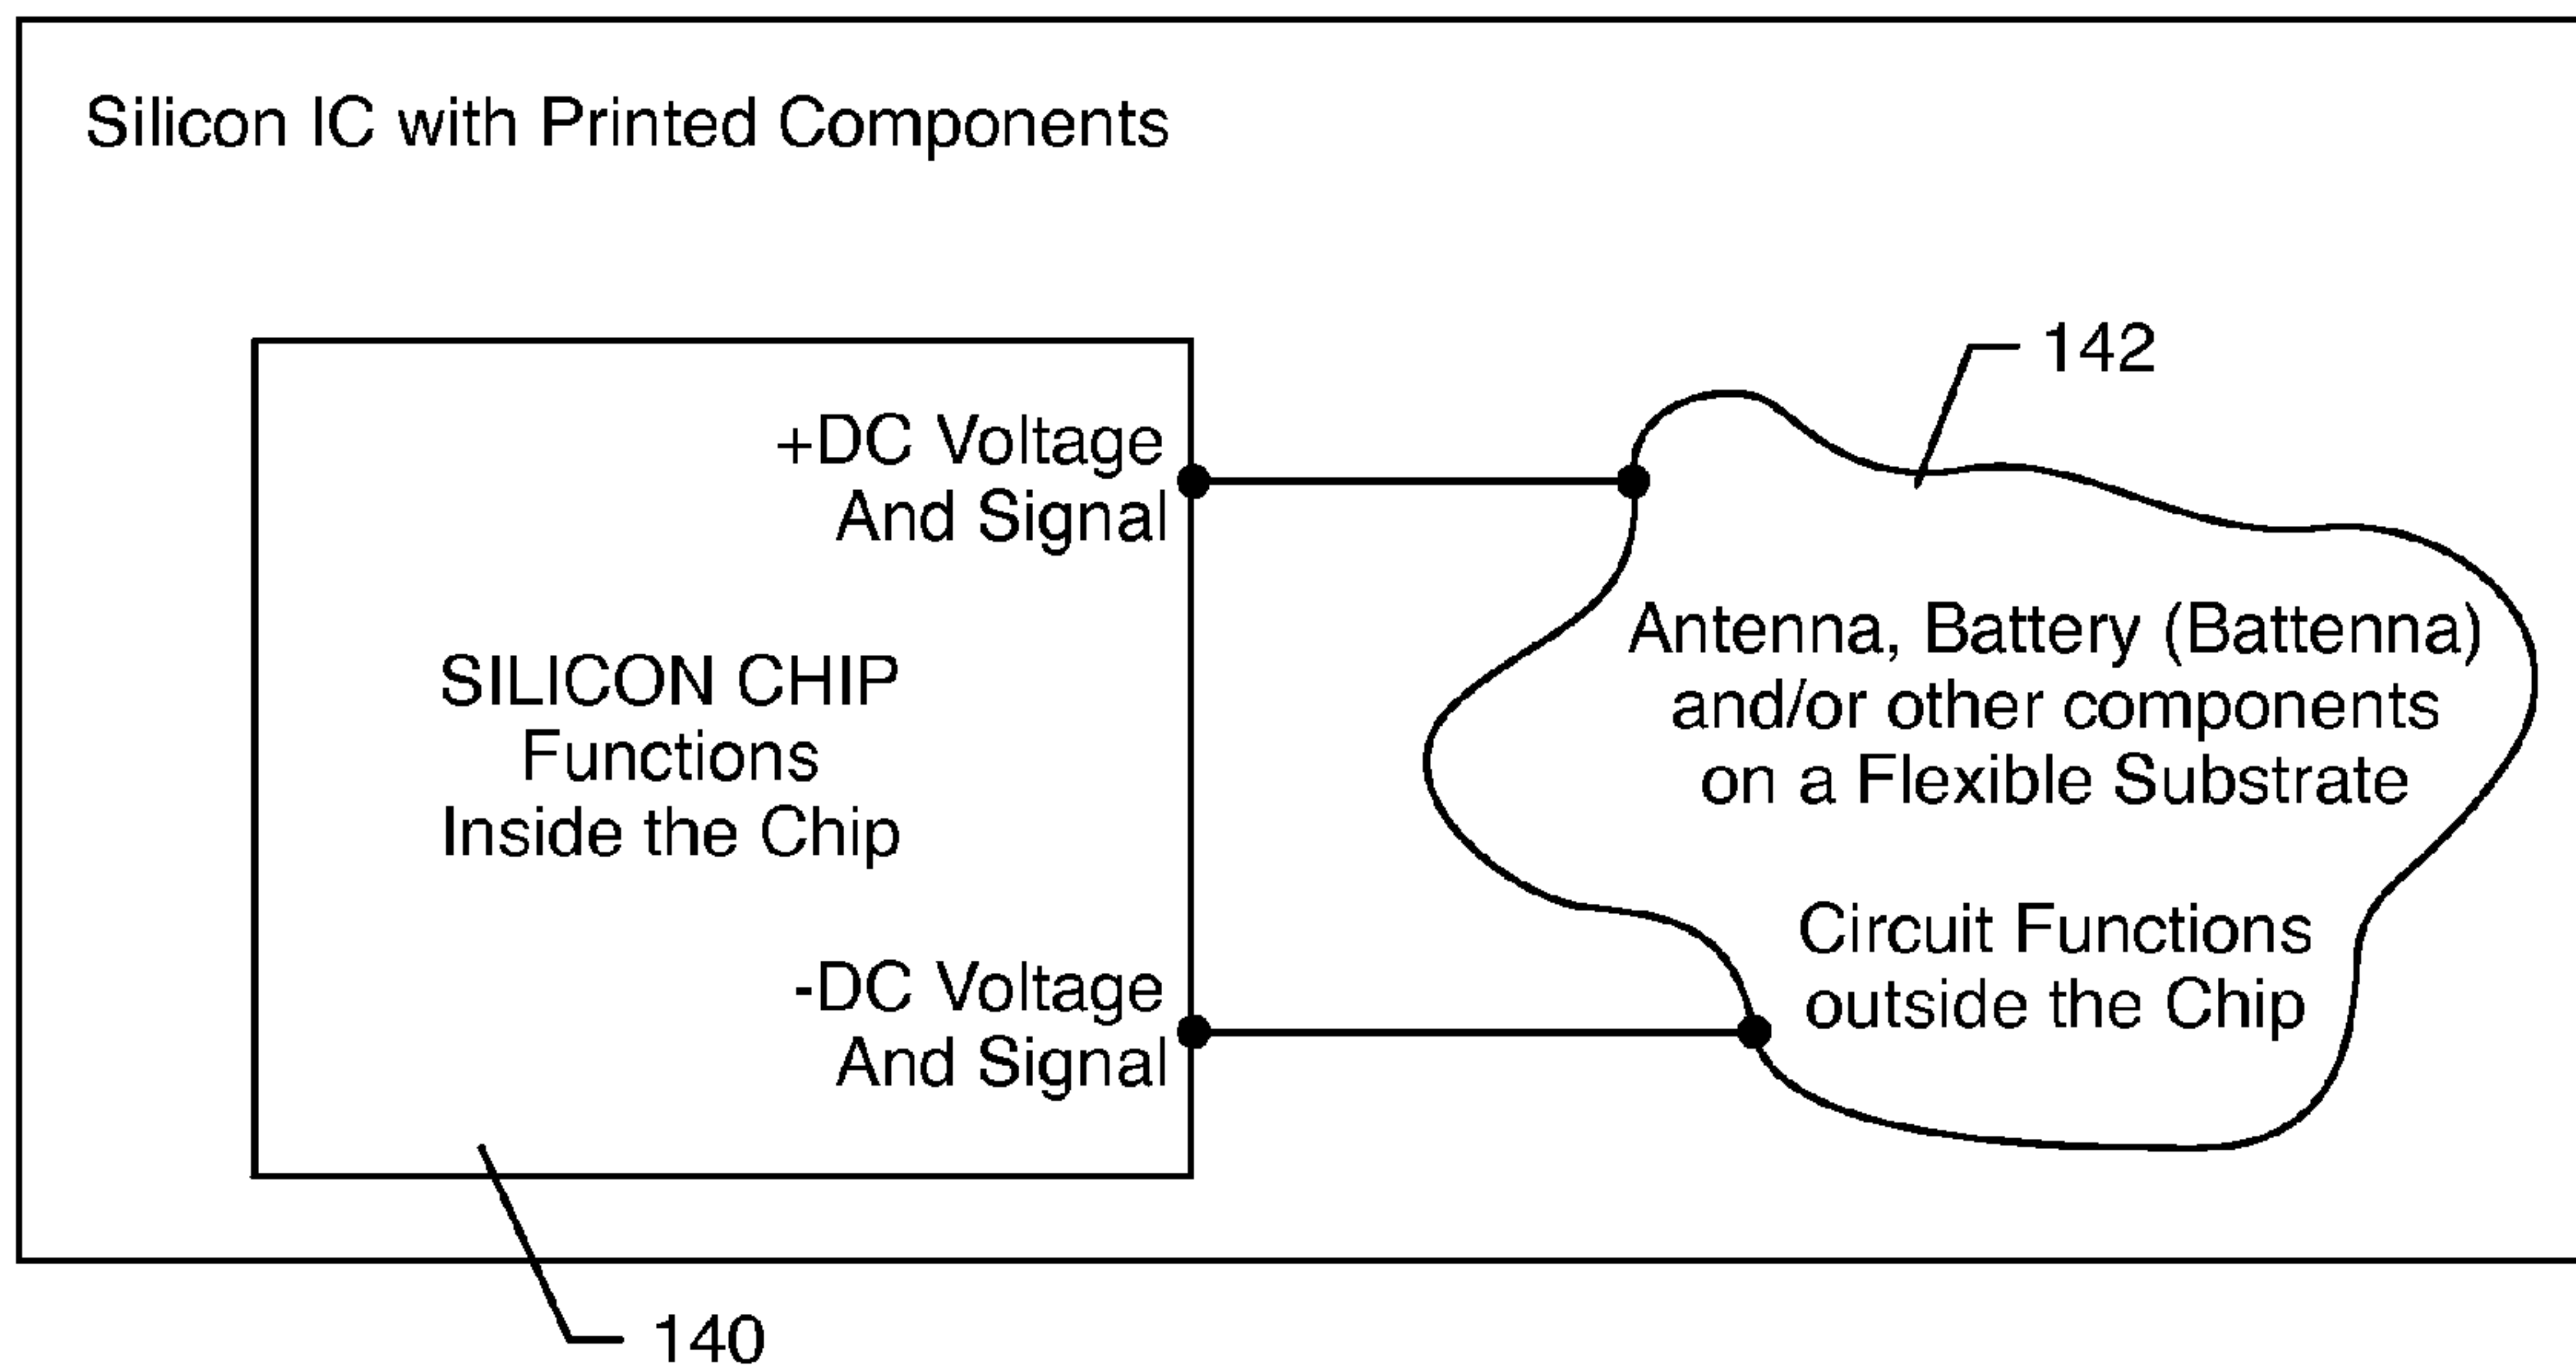 Silicon IC with Printed Components
142
+DC Voltage
And Signal
SILICON CHIP
Functions
Inside the Chip
-DC Voltage
And Signal
Antenna, Battery (Battenna)
and/or other components
on a Flexible Substrate
Circuit Functions
outside the Chip
140